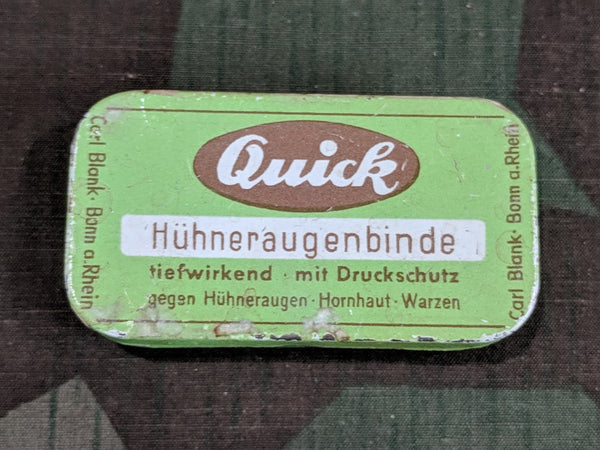 Quick
Hühneraugenbinde
tiefwirkend · mit Druckschutz
gegen Hühneraugen · Hornhaut · Warzen
Carl Blank · Bonn a. Rhein
Carl Blank · Bonn a. Rhein